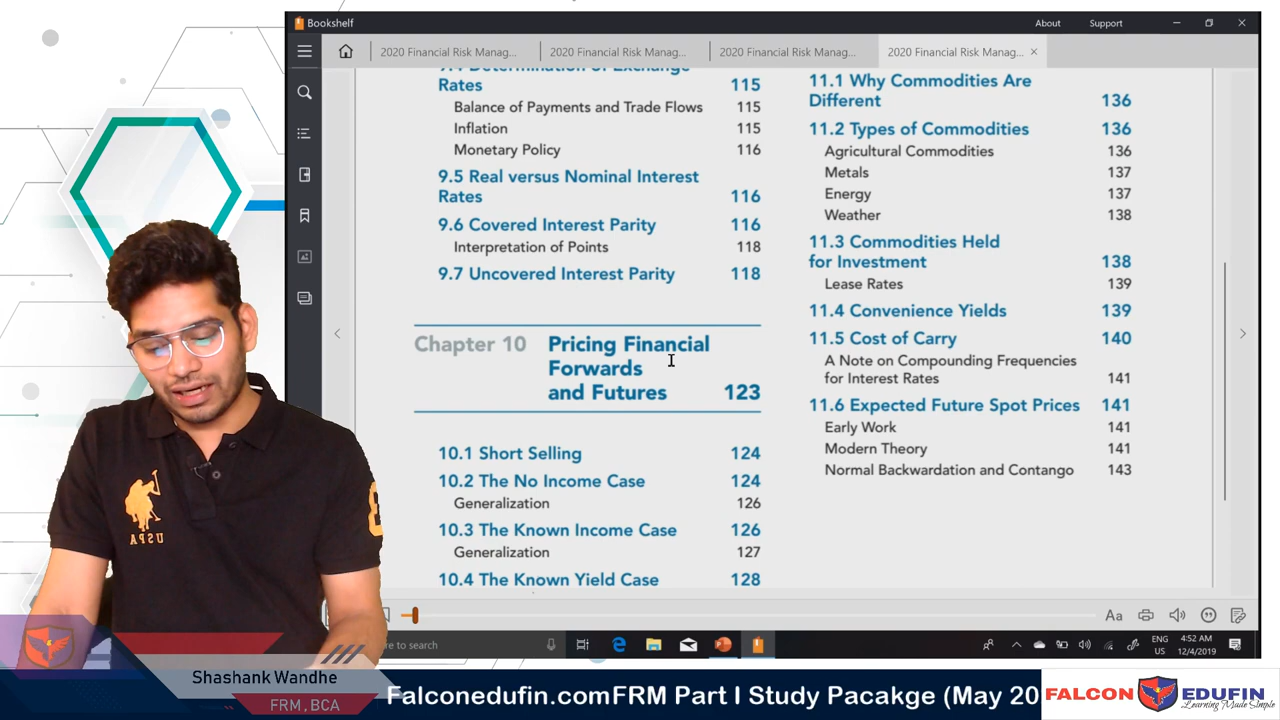 Bookshelf
About
Support
2020 Financial Risk Manag...
2020 Financial Risk Manag...
2020 Financial Risk Manag...
2020 Financial Risk Manag...
9.4 Determination of Exchange
Rates 115
Balance of Payments and Trade Flows 115
Inflation 115
Monetary Policy 116
9.5 Real versus Nominal Interest
Rates 116
9.6 Covered Interest Parity 116
Interpretation of Points 118
9.7 Uncovered Interest Parity 118
Chapter 10 Pricing Financial
Forwards
and Futures 123
10.1 Short Selling 124
10.2 The No Income Case 124
Generalization 126
10.3 The Known Income Case 126
Generalization 127
10.4 The Known Yield Case 128
11.1 Why Commodities Are
Different 136
11.2 Types of Commodities 136
Agricultural Commodities 136
Metals 137
Energy 137
Weather 138
11.3 Commodities Held
for Investment 138
Lease Rates 139
11.4 Convenience Yields 139
11.5 Cost of Carry 140
A Note on Compounding Frequencies
for Interest Rates 141
11.6 Expected Future Spot Prices 141
Early Work 141
Modern Theory 141
Normal Backwardation and Contango 143
Aa
re to search
ENG
US
4:52 AM
12/4/2019
USPA
Shashank Wandhe
FRM, BCA
Falconedufin.comFRM Part I Study Pacakge (May 20
FALCON EDUFIN
Learning Made Simple